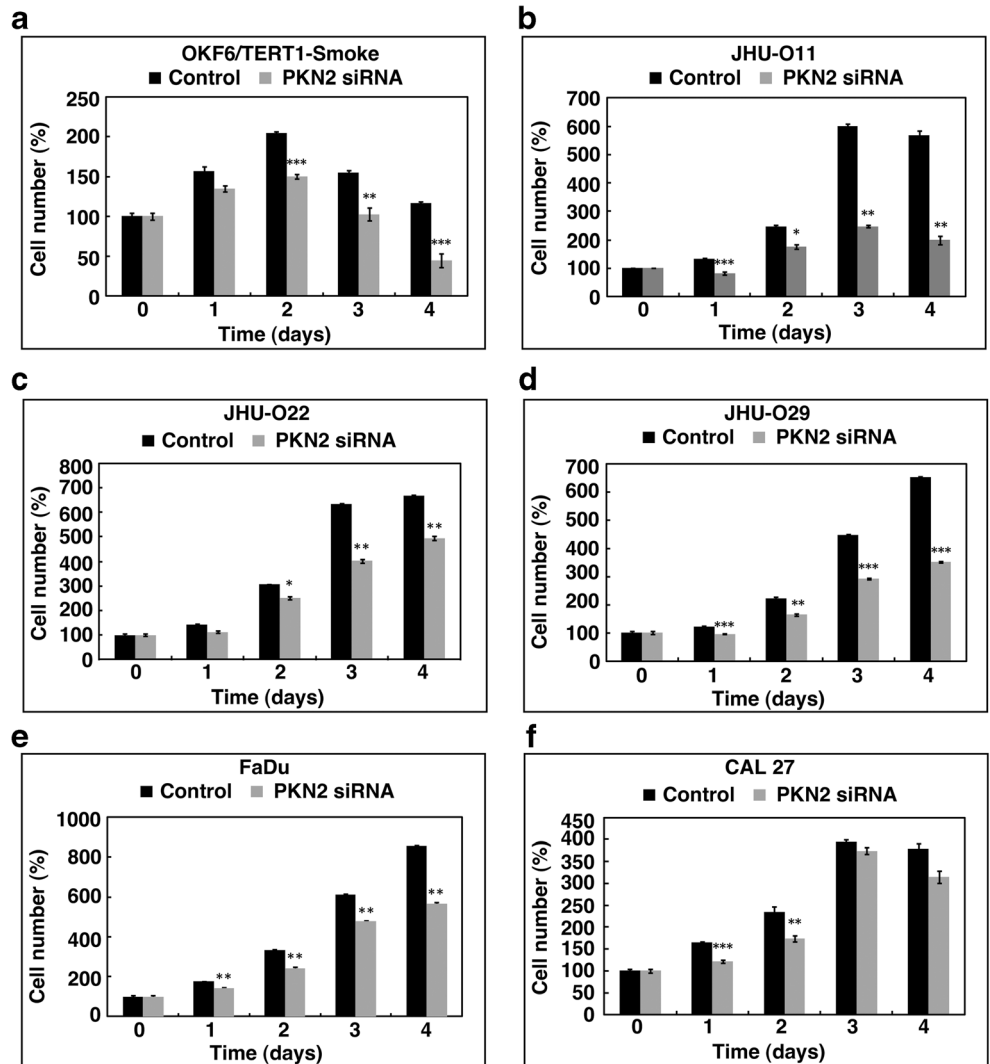 a
OKF6/TERT1-Smoke
Control PKN2 siRNA
Cell number (%)
250
200
150
100
50
0
***
**
***
0 1 2 3 4
Time (days)
b
JHU-O11
Control PKN2 siRNA
Cell number (%)
700
600
500
400
300
200
100
0
***
*
**
**
0 1 2 3 4
Time (days)
c
JHU-O22
Control PKN2 siRNA
Cell number (%)
800
700
600
500
400
300
200
100
0
*
**
**
0 1 2 3 4
Time (days)
d
JHU-O29
Control PKN2 siRNA
Cell number (%)
700
600
500
400
300
200
100
0
***
**
***
***
0 1 2 3 4
Time (days)
e
FaDu
Control PKN2 siRNA
Cell number (%)
1000
800
600
400
200
0
**
**
**
**
0 1 2 3 4
Time (days)
f
CAL 27
Control PKN2 siRNA
Cell number (%)
450
400
350
300
250
200
150
100
50
0
***
**
0 1 2 3 4
Time (days)